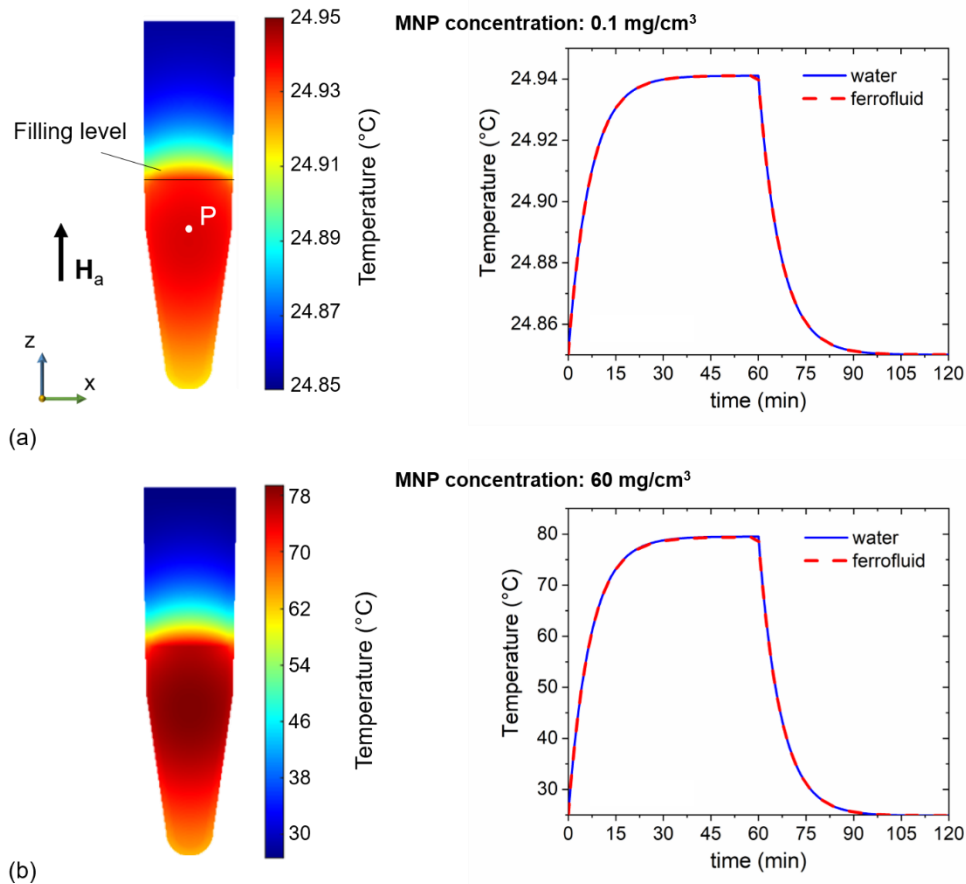 MNP concentration: 0.1 mg/cm³
24.95
24.93
24.91
24.89
24.87
24.85
Temperature (°C)
Filling level
P
Hₐ
z
x
(a)
24.94
24.92
24.90
24.88
24.86
Temperature (°C)
water
ferrofluid
0 15 30 45 60 75 90 105 120
time (min)
MNP concentration: 60 mg/cm³
78
70
62
54
46
38
30
Temperature (°C)
(b)
80
70
60
50
40
30
Temperature (°C)
water
ferrofluid
0 15 30 45 60 75 90 105 120
time (min)